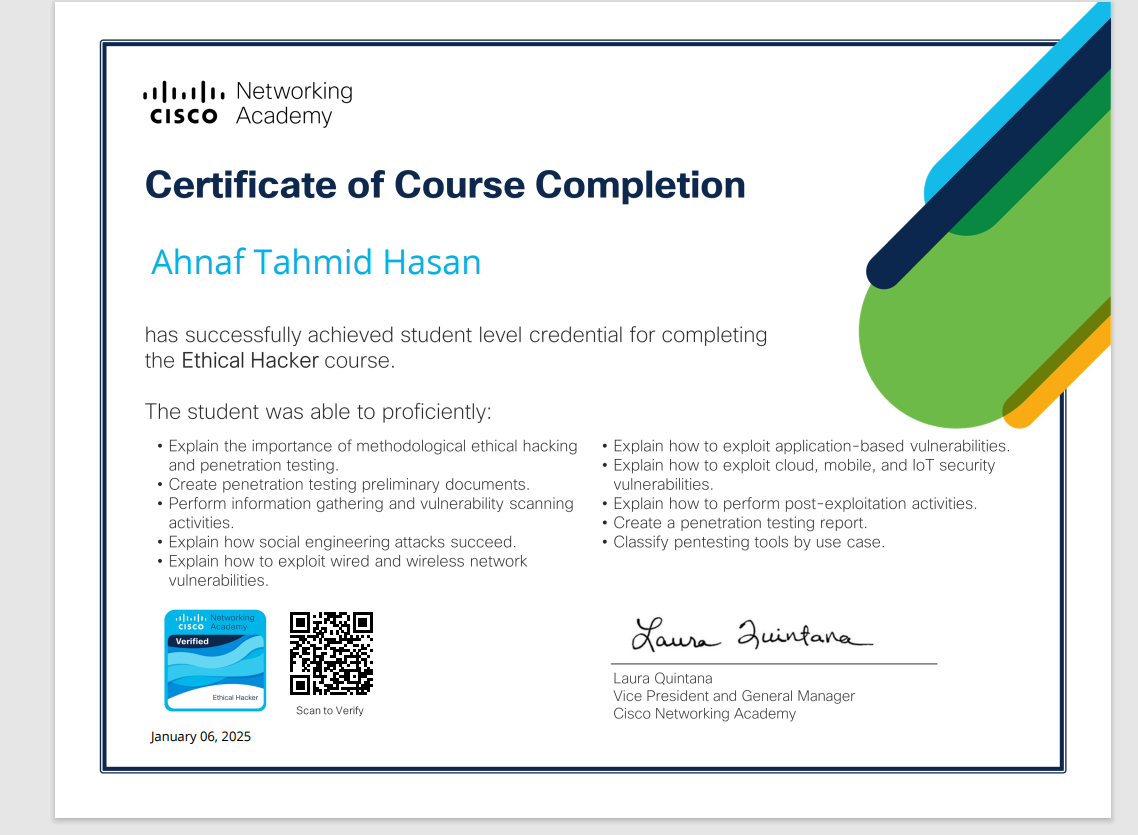 CISCO Networking
Academy
Certificate of Course Completion
Ahnaf Tahmid Hasan
has successfully achieved student level credential for completing
the Ethical Hacker course.
The student was able to proficiently:
• Explain the importance of methodological ethical hacking
and penetration testing.
• Create penetration testing preliminary documents.
• Perform information gathering and vulnerability scanning
activities.
• Explain how social engineering attacks succeed.
• Explain how to exploit wired and wireless network
vulnerabilities.
• Explain how to exploit application-based vulnerabilities.
• Explain how to exploit cloud, mobile, and IoT security
vulnerabilities.
• Explain how to perform post-exploitation activities.
• Create a penetration testing report.
• Classify pentesting tools by use case.
CISCO Networking
Academy
Verified
Ethical Hacker
Scan to Verify
January 06, 2025
Laura Quintana
Laura Quintana
Vice President and General Manager
Cisco Networking Academy